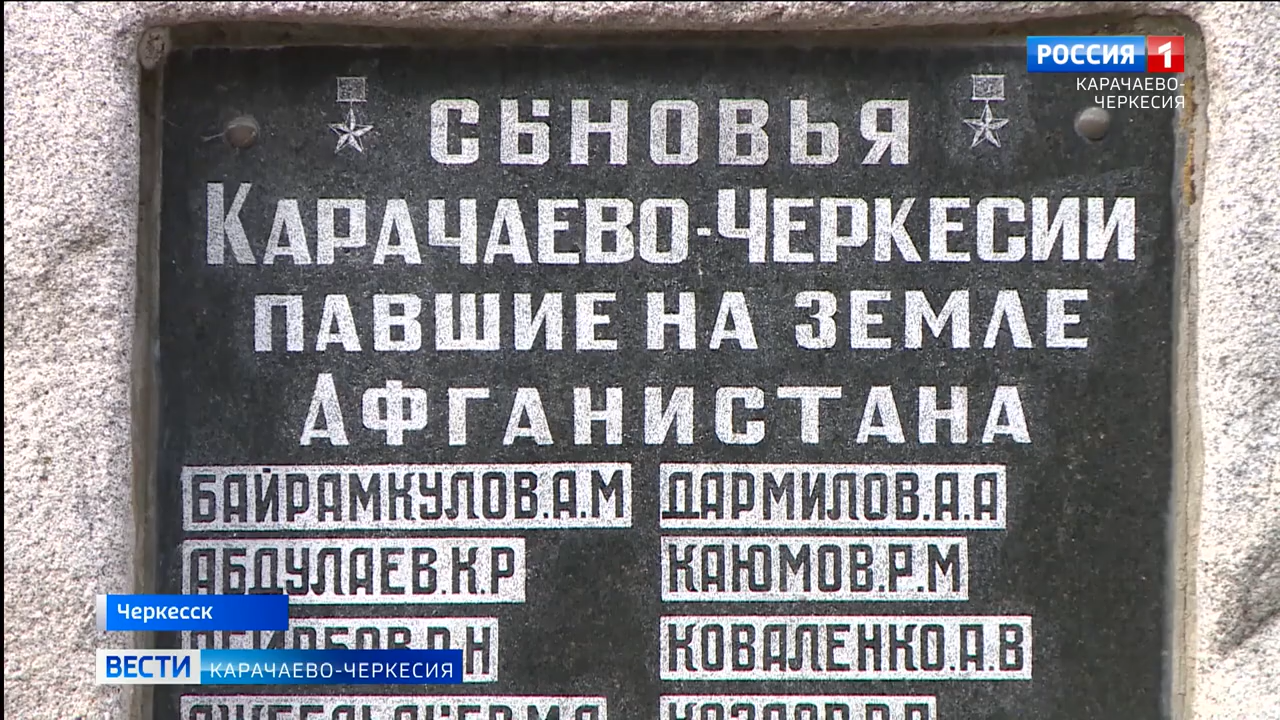 РОССИЯ 1
КАРАЧАЕВО-
ЧЕРКЕСИЯ
СЫНОВЬЯ
КАРАЧАЕВО-ЧЕРКЕСИИ
ПАВШИЕ НА ЗЕМЛЕ
АФГАНИСТАНА
БАЙРАМКУЛОВ.А.М
ДАРМИЛОВ.А.А
АБДУЛАЕВ.К.Р
КАЮМОВ.Р.М
КОВАЛЕНКО.А.В
Черкесск
ВЕСТИ КАРАЧАЕВО-ЧЕРКЕСИЯ